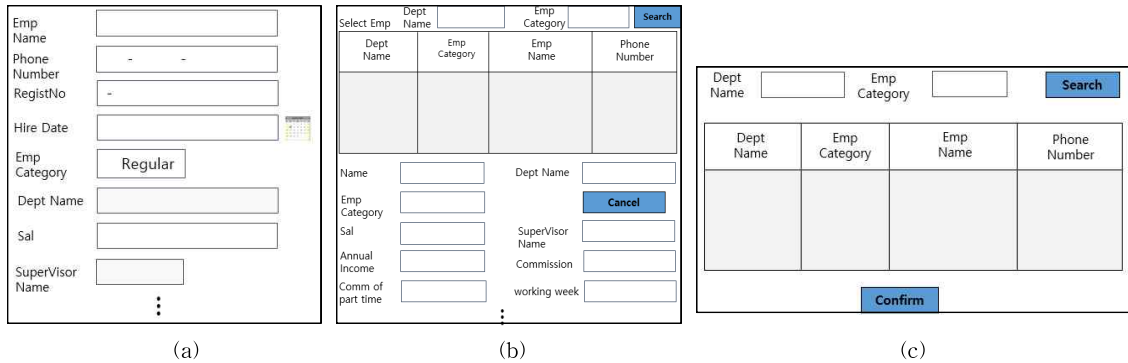 Emp
Name
Phone
Number
- -
RegistNo
-
Hire Date
Emp
Category
Regular
Dept Name
Sal
SuperVisor
Name
⋮
(a)
Select Emp
Dept
Name
Emp
Category
Search
Dept
Name
Emp
Category
Emp
Name
Phone
Number
Name
Dept Name
Emp
Category
Cancel
Sal
SuperVisor
Name
Annual
Income
Commission
Comm of
part time
working week
⋮
(b)
Dept
Name
Emp
Category
Search
Dept
Name
Emp
Category
Emp
Name
Phone
Number
Confirm
(c)